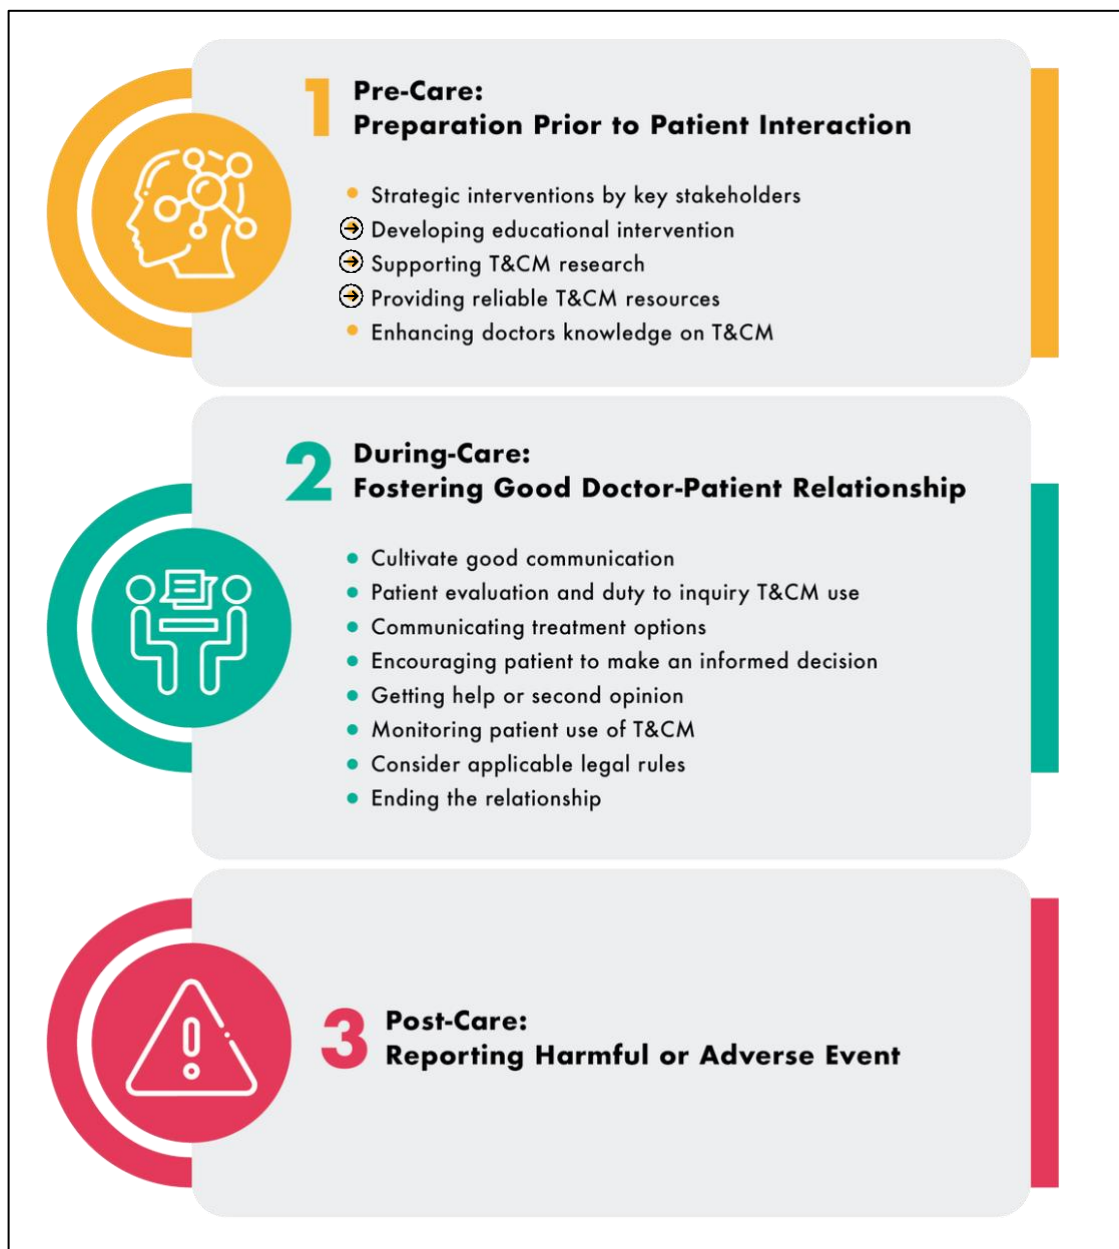 1
Pre-Care:
Preparation Prior to Patient Interaction
Strategic interventions by key stakeholders
Developing educational intervention
Supporting T&CM research
Providing reliable T&CM resources
Enhancing doctors knowledge on T&CM
2
During-Care:
Fostering Good Doctor-Patient Relationship
Cultivate good communication
Patient evaluation and duty to inquiry T&CM use
Communicating treatment options
Encouraging patient to make an informed decision
Getting help or second opinion
Monitoring patient use of T&CM
Consider applicable legal rules
Ending the relationship
3
Post-Care:
Reporting Harmful or Adverse Event